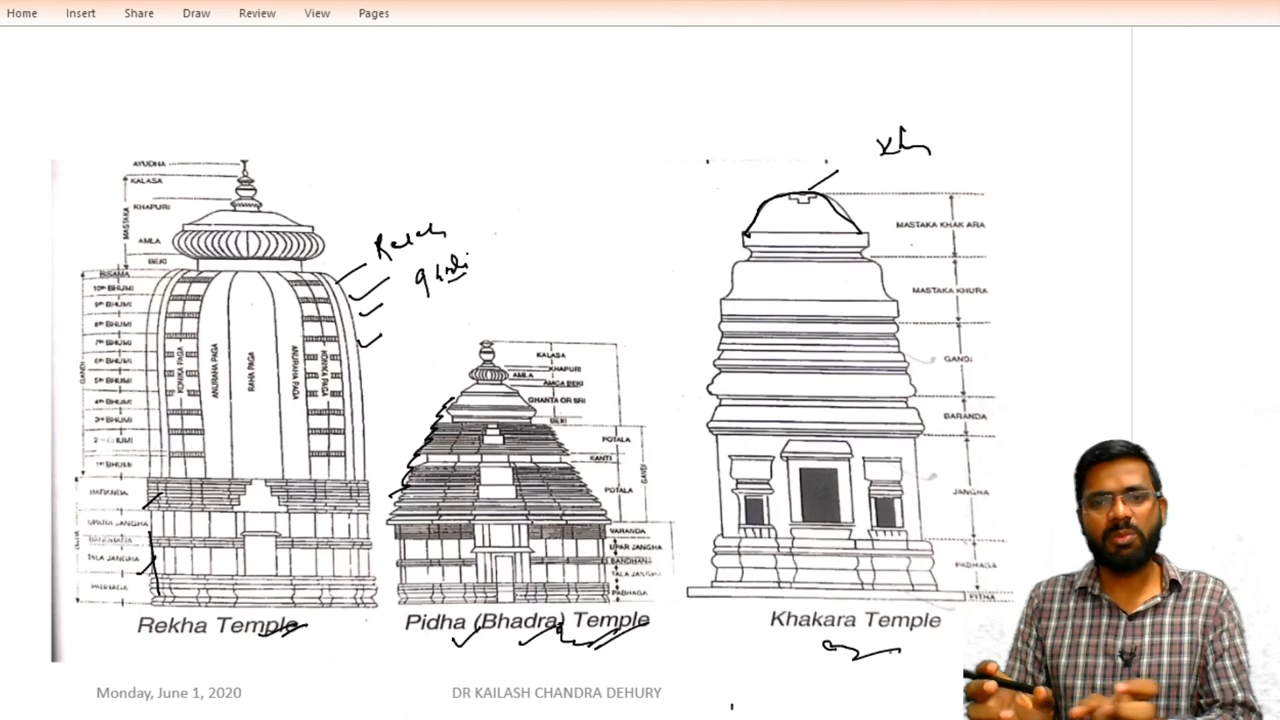 Home Insert Share Draw Review View Pages
AYUDHA
KALASA
KHAPURI
MASTAKA
AMLA
BEKI
BISAMA
10th BHUMI
9th BHUMI
8th BHUMI
7th BHUMI
6th BHUMI
5th BHUMI
4th BHUMI
3rd BHUMI
1st BHUMI
GANDI
KONIKA PAGA
ANURAHA PAGA
RAHA PAGA
ANURAHA PAGA
KONIKA PAGA
BARANDA
UPARA JANGHA
BANDHANA
TALA JANGHA
PABHAGA
Rekha Temple
KALASA
KHAPURI
AMLA
GHANTA OR SRI
BEKI
POTALA
KANTI
POTALA
GANDI
VARANDA
UPAR JANGHA
BANDHANA
TALA JANGHA
PABHAGA
Pidha (Bhadra) Temple
MASTAKA KHAKARA
MASTAKA KHURA
GANDI
BARANDA
JANGHA
PABHAGA
PITHA
Khakara Temple
Monday, June 1, 2020
DR KAILASH CHANDRA DEHURY